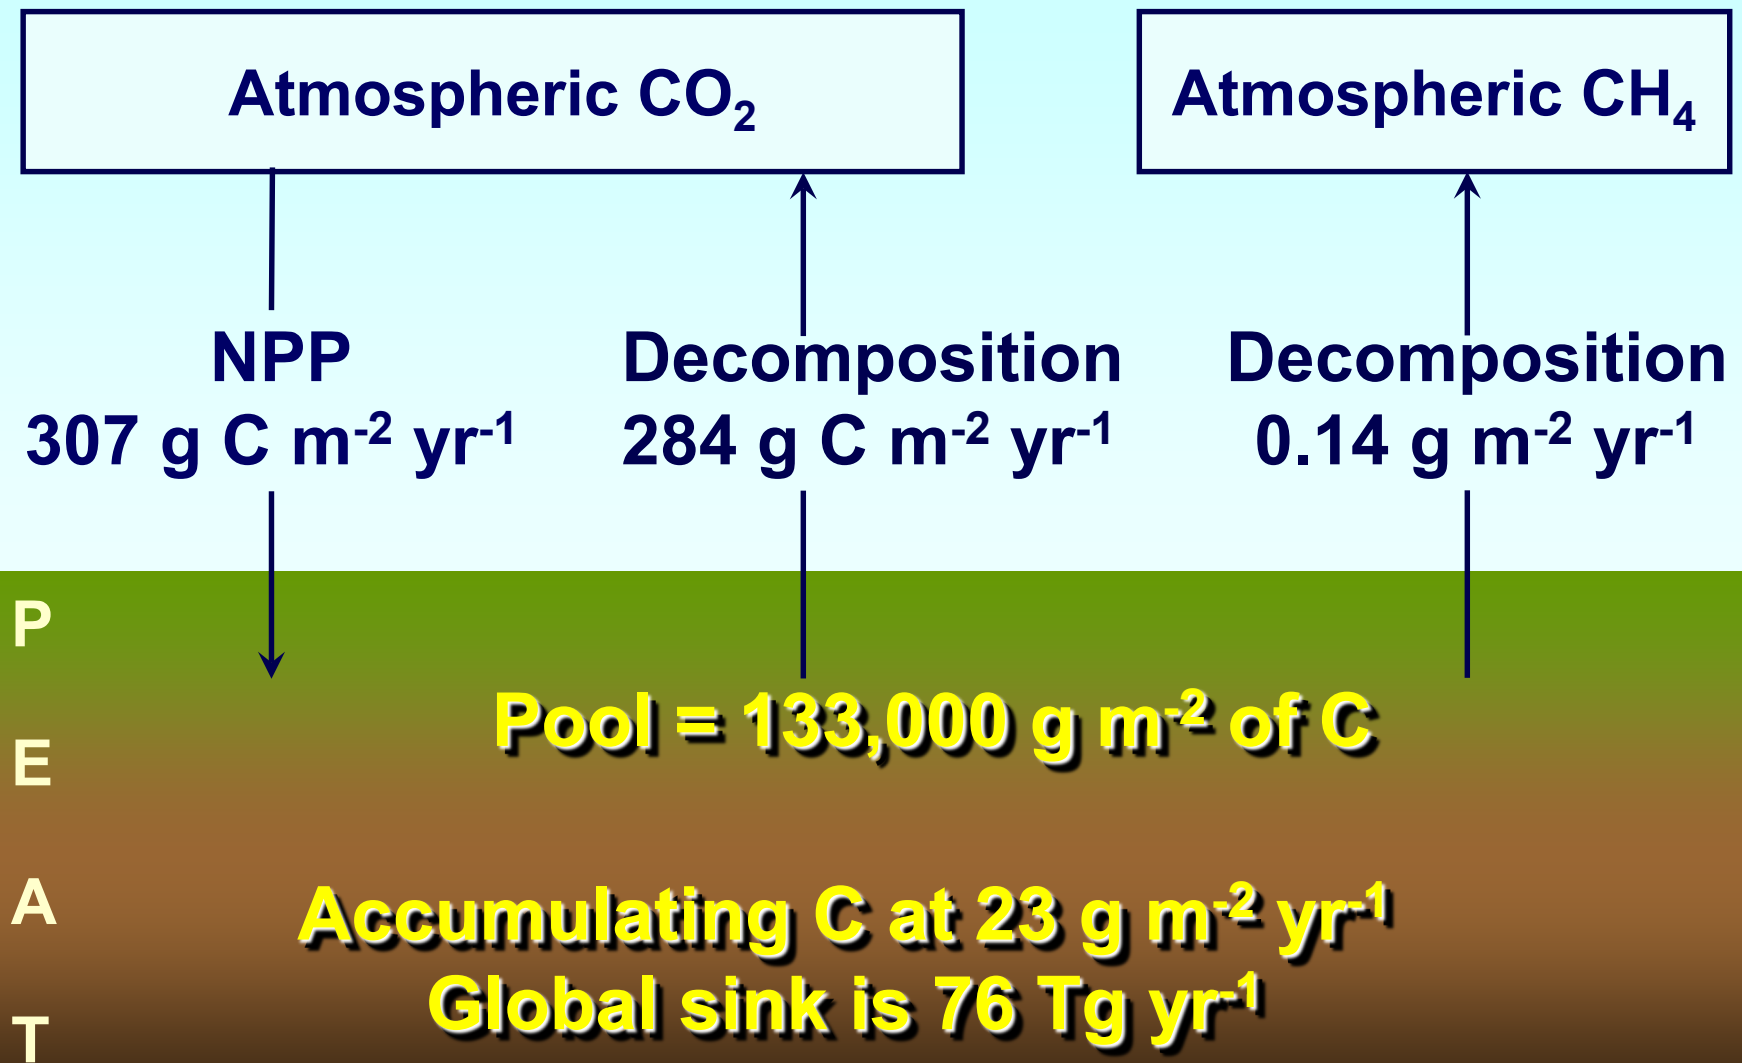 Atmospheric CO₂
Atmospheric CH₄
NPP
307 g C m⁻² yr⁻¹
Decomposition
284 g C m⁻² yr⁻¹
Decomposition
0.14 g m⁻² yr⁻¹
P
E
A
T
Pool = 133,000 g m⁻² of C
Accumulating C at 23 g m⁻² yr⁻¹
Global sink is 76 Tg yr⁻¹